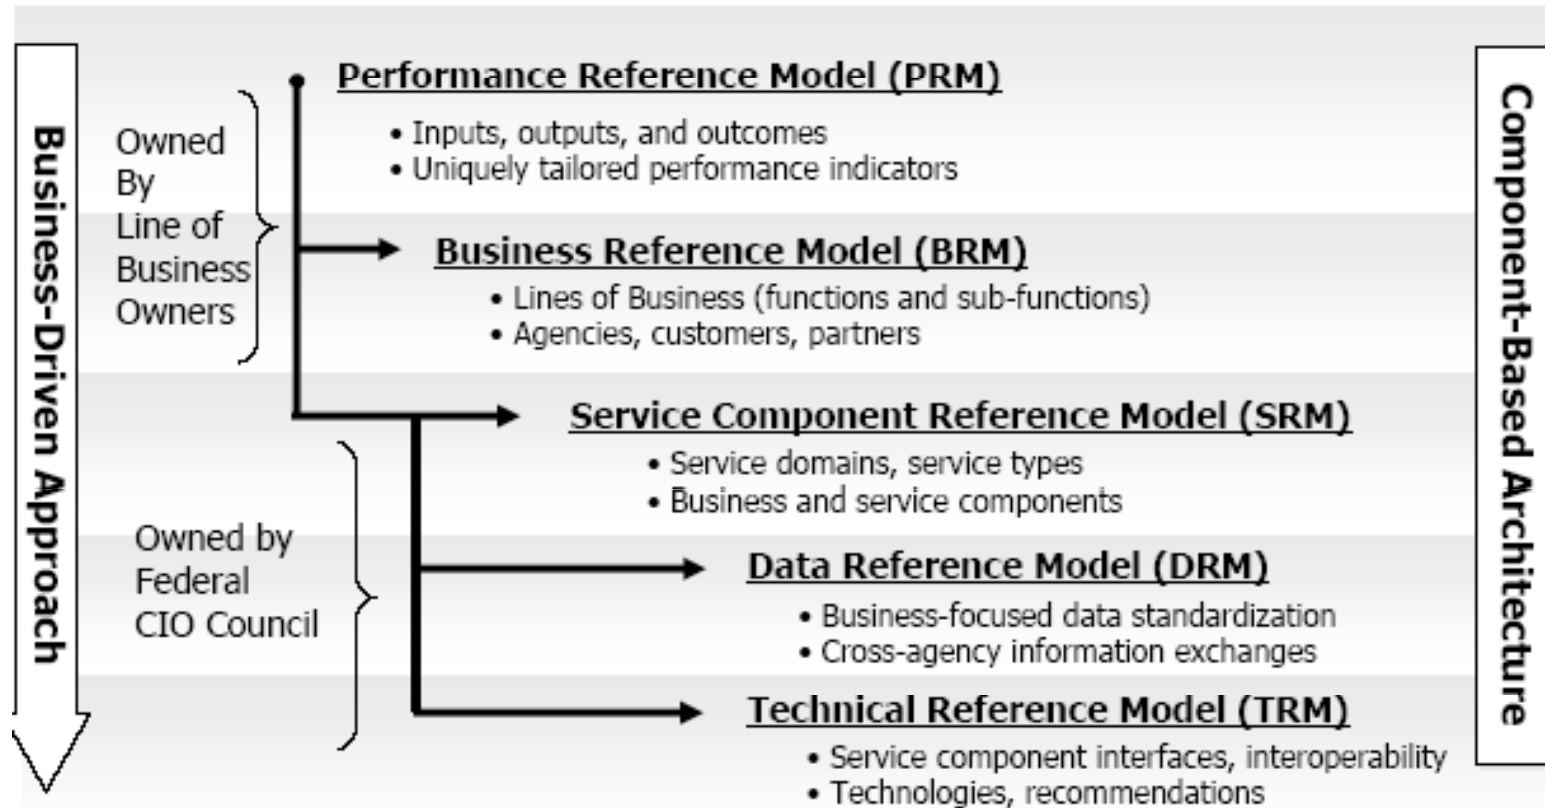 Business-Driven Approach
Owned
By
Line of
Business
Owners
Performance Reference Model (PRM)
• Inputs, outputs, and outcomes
• Uniquely tailored performance indicators
Business Reference Model (BRM)
• Lines of Business (functions and sub-functions)
• Agencies, customers, partners
Service Component Reference Model (SRM)
• Service domains, service types
• Business and service components
Owned by
Federal
CIO Council
Data Reference Model (DRM)
• Business-focused data standardization
• Cross-agency information exchanges
Technical Reference Model (TRM)
• Service component interfaces, interoperability
• Technologies, recommendations
Component-Based Architecture